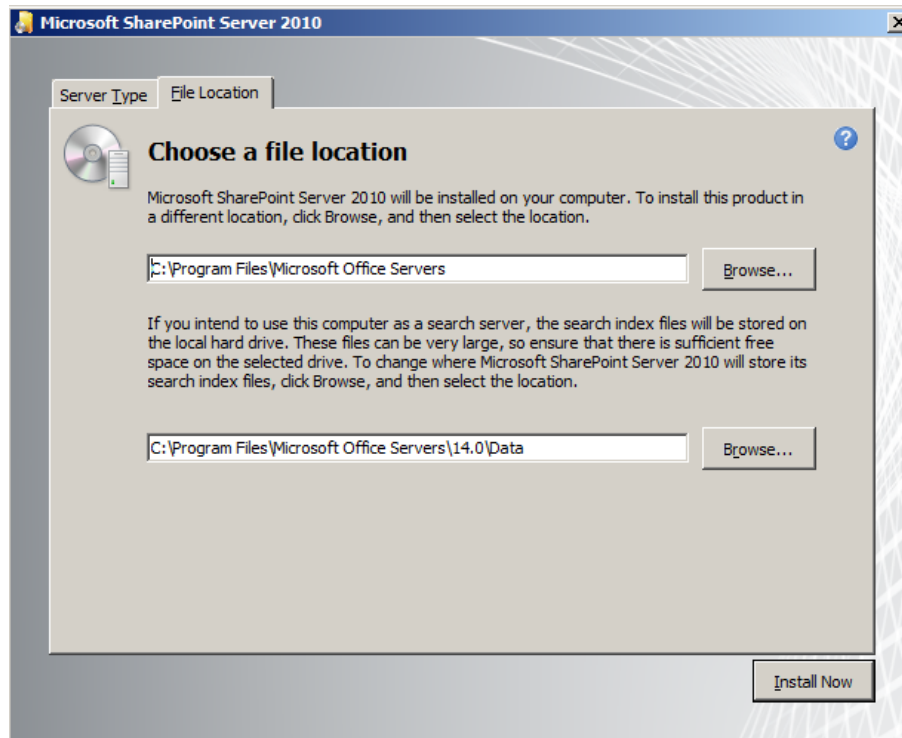 Microsoft SharePoint Server 2010
Server Type
File Location
Choose a file location
Microsoft SharePoint Server 2010 will be installed on your computer. To install this product in
a different location, click Browse, and then select the location.
C:\Program Files\Microsoft Office Servers
Browse...
If you intend to use this computer as a search server, the search index files will be stored on
the local hard drive. These files can be very large, so ensure that there is sufficient free
space on the selected drive. To change where Microsoft SharePoint Server 2010 will store its
search index files, click Browse, and then select the location.
C:\Program Files\Microsoft Office Servers\14.0\Data
Browse...
Install Now